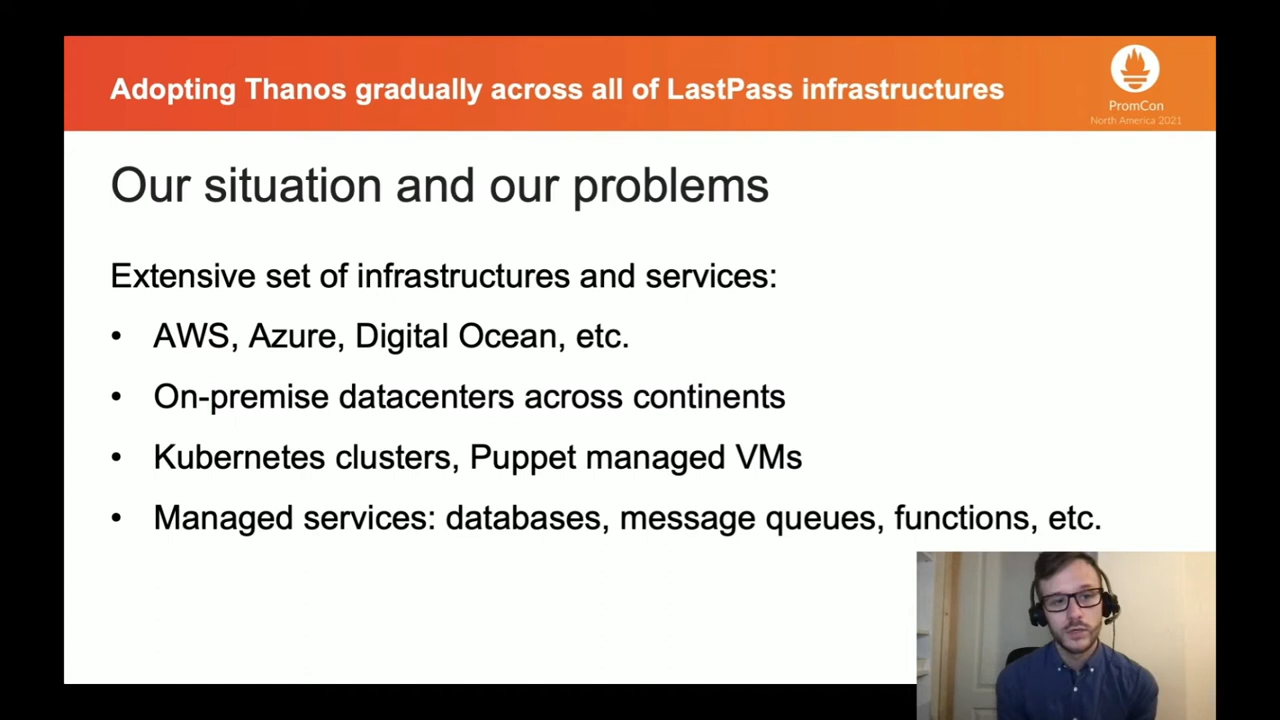 Adopting Thanos gradually across all of LastPass infrastructures
PromCon
North America 2021
Our situation and our problems
Extensive set of infrastructures and services:
• AWS, Azure, Digital Ocean, etc.
• On-premise datacenters across continents
• Kubernetes clusters, Puppet managed VMs
• Managed services: databases, message queues, functions, etc.